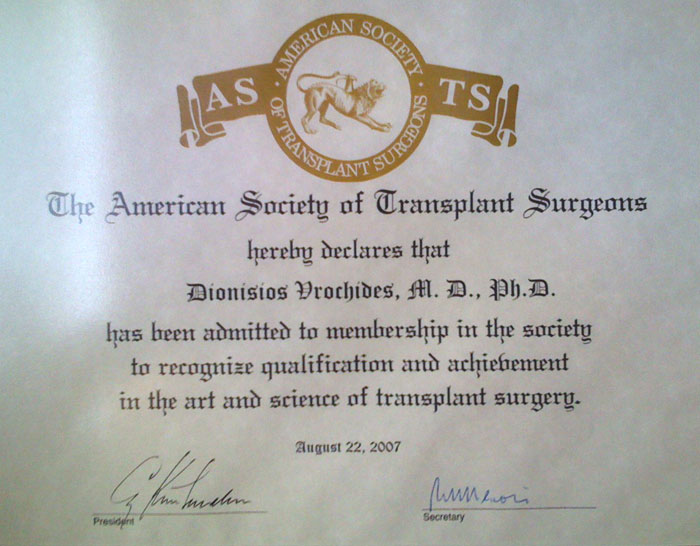 AS TS
· AMERICAN SOCIETY ·
OF TRANSPLANT SURGEONS
The American Society of Transplant Surgeons
hereby declares that
Dionisios Vrochides, M. D., Ph.D.
has been admitted to membership in the society
to recognize qualification and achievement
in the art and science of transplant surgery.
August 22, 2007
President
Secretary